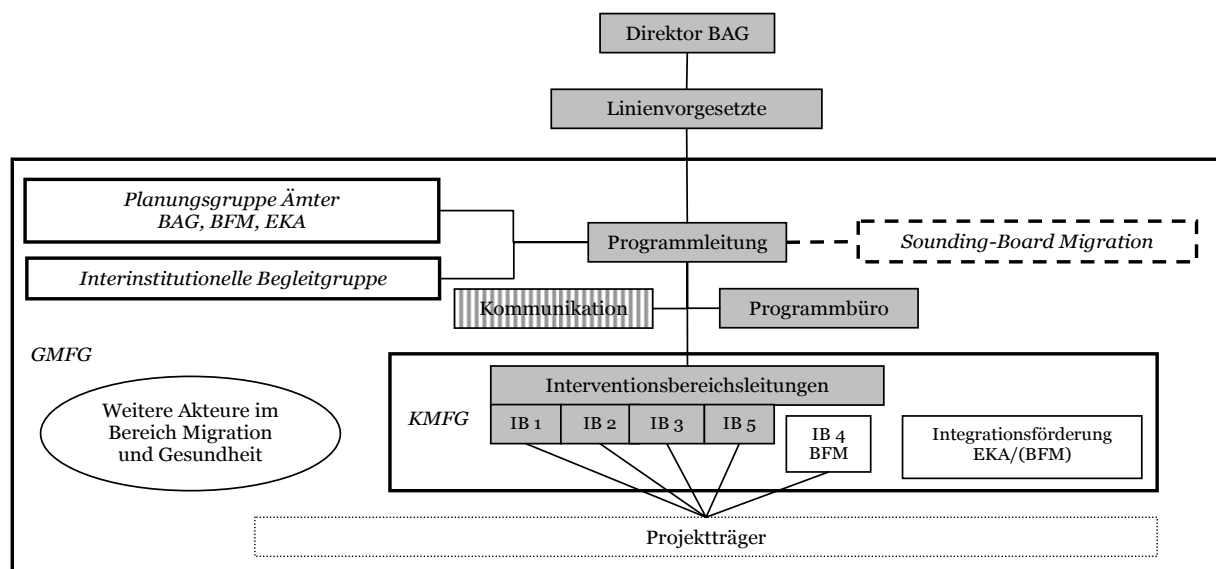 Direktor BAG
Linienvorgesetzte
Planungsgruppe Ämter
BAG, BFM, EKA
Programmleitung
Sounding-Board Migration
Interinstitutionelle Begleitgruppe
Kommunikation
Programmbüro
GMFG
Weitere Akteure im
Bereich Migration
und Gesundheit
Interventionsbereichsleitungen
KMFG
IB 1
IB 2
IB 3
IB 5
IB 4
BFM
Integrationsförderung
EKA/(BFM)
Projektträger